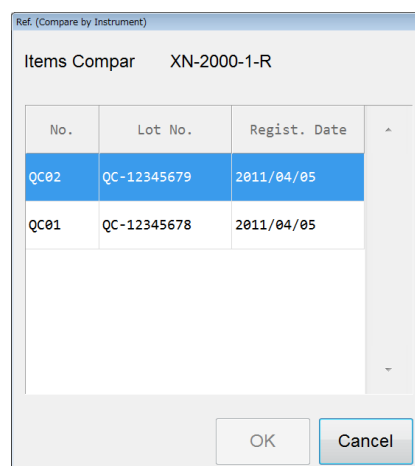 Ref. (Compare by Instrument)
Items Compar XN-2000-1-R
No. Lot No. Regist. Date
QC02 QC-12345679 2011/04/05
QC01 QC-12345678 2011/04/05
OK Cancel